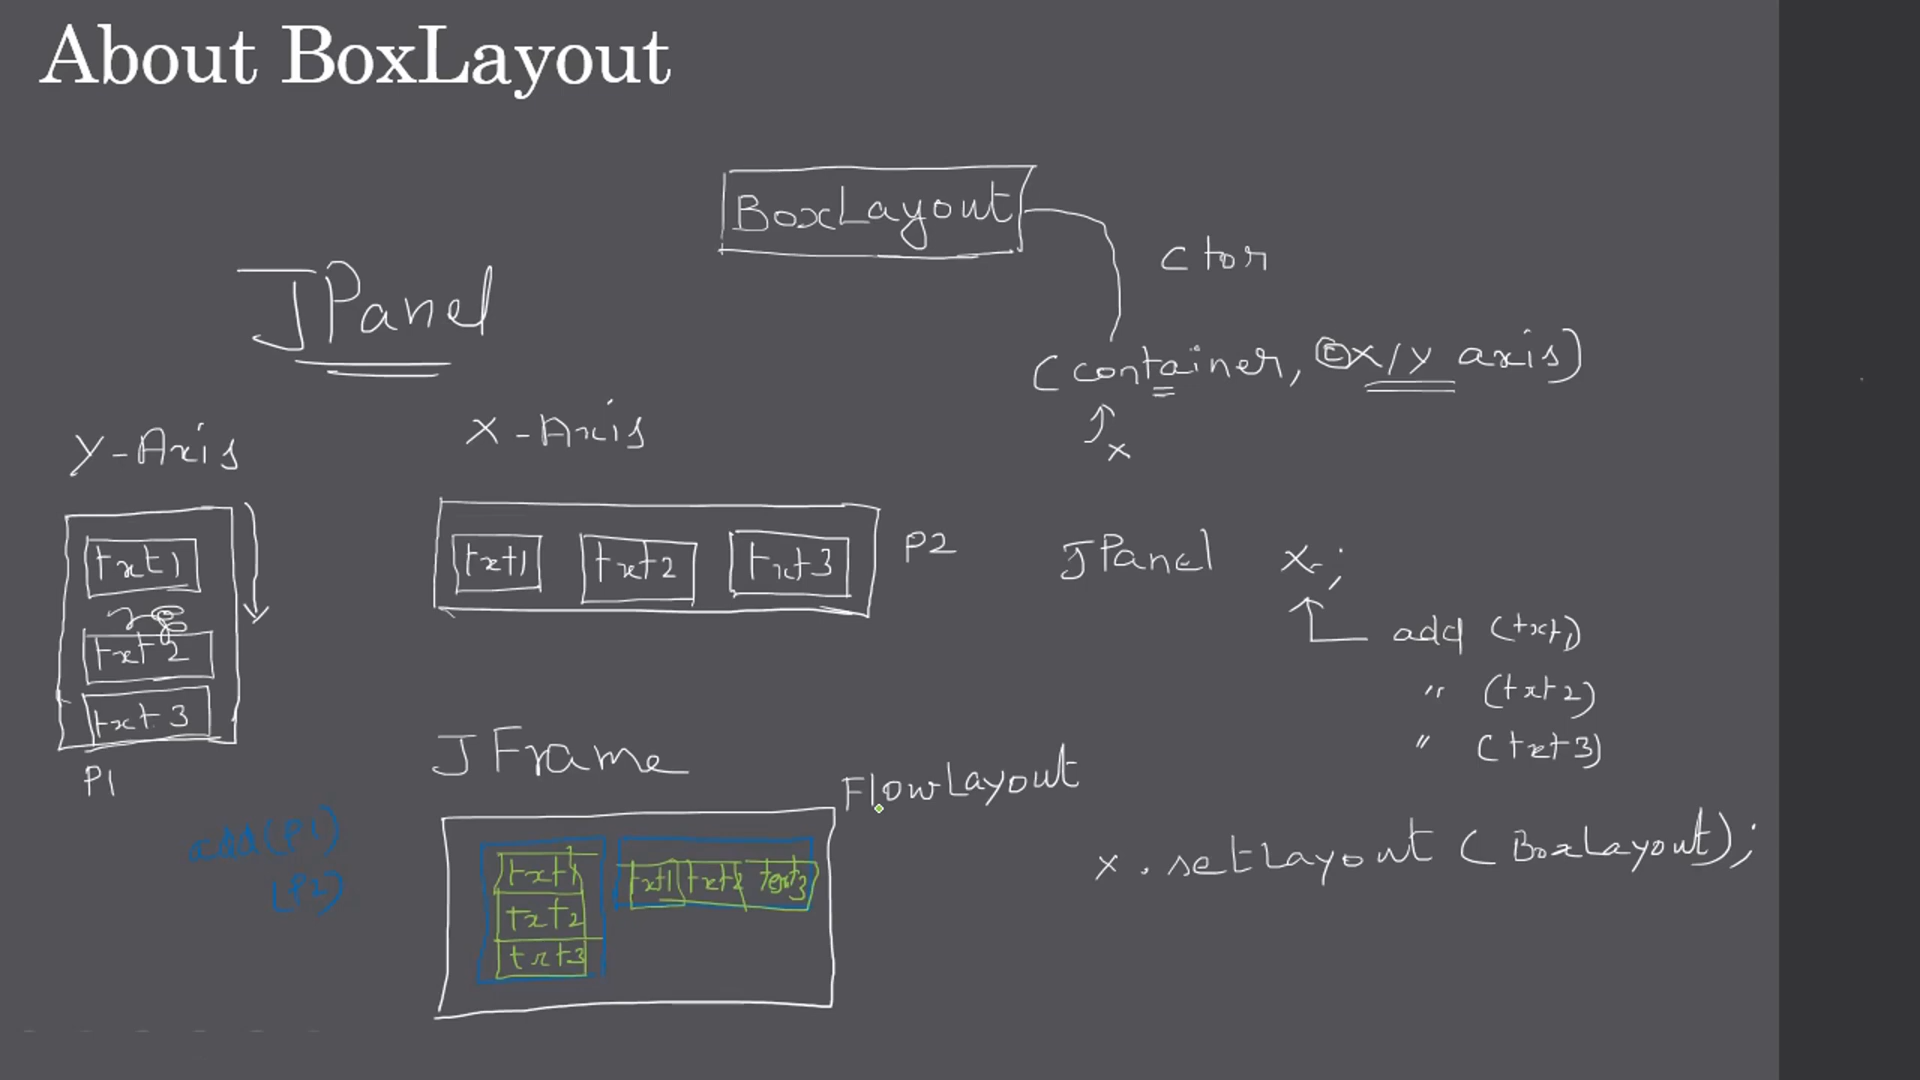 About BoxLayout
BoxLayout
Ctor
JPanel
(container, X/Y axis)
x
Y-Axis
X-Axis
txt1
txt2
txt3
P1
txt1 txt2 txt3
P2
JPanel x;
add (txt1)
" (txt2)
" (txt3)
JFrame
FlowLayout
add(P1)
(P2)
txt1
txt2
txt3
txt1 txt2 text3
x.setLayout (BoxLayout);